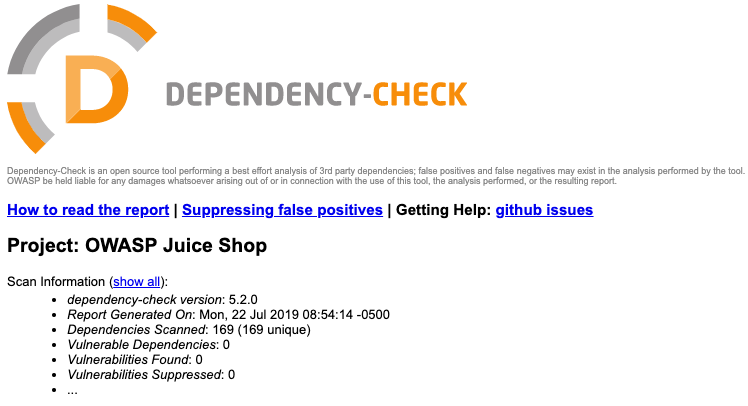 D
DEPENDENCY-CHECK
Dependency-Check is an open source tool performing a best effort analysis of 3rd party dependencies; false positives and false negatives may exist in the analysis performed by the tool.
OWASP be held liable for any damages whatsoever arising out of or in connection with the use of this tool, the analysis performed, or the resulting report.
How to read the report | Suppressing false positives | Getting Help: github issues
Project: OWASP Juice Shop
Scan Information (show all):
• dependency-check version: 5.2.0
• Report Generated On: Mon, 22 Jul 2019 08:54:14 -0500
• Dependencies Scanned: 169 (169 unique)
• Vulnerable Dependencies: 0
• Vulnerabilities Found: 0
• Vulnerabilities Suppressed: 0
• ...